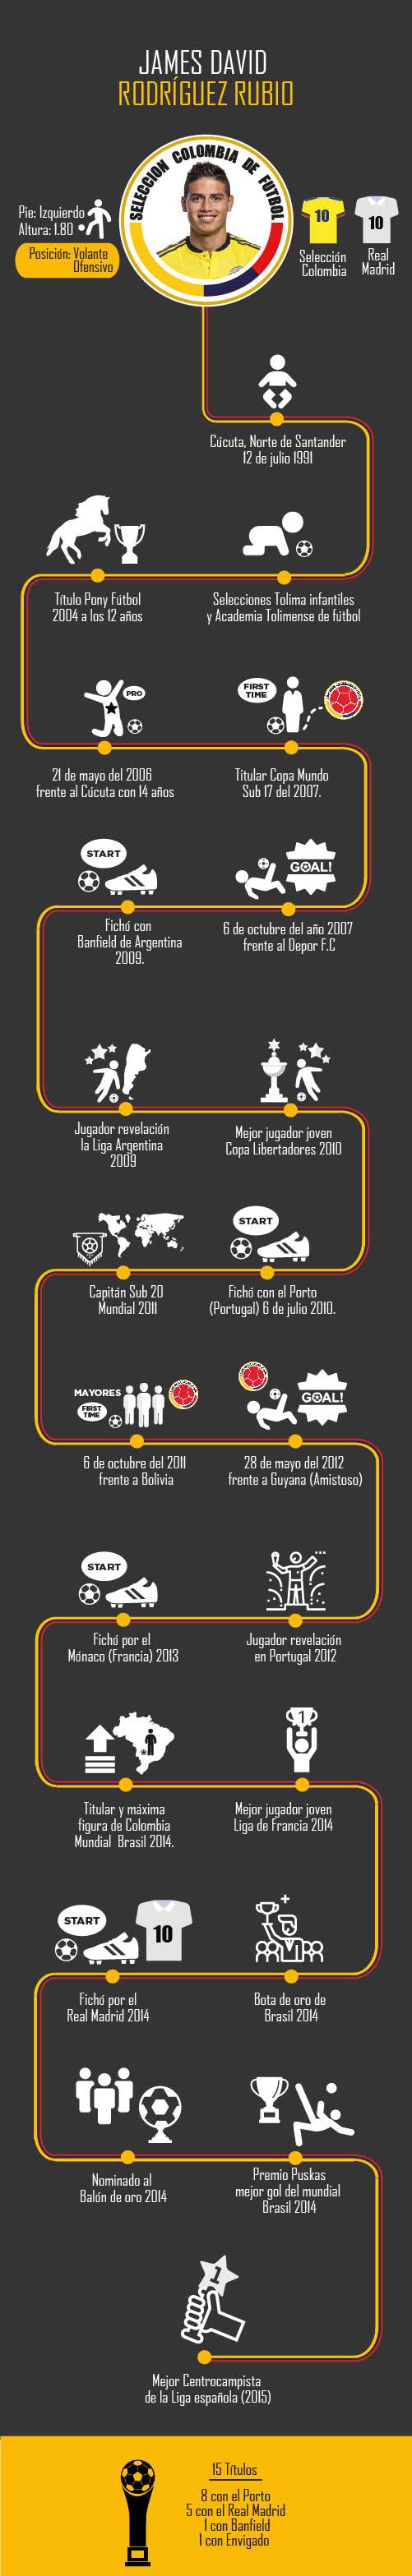 JAMES DAVID
RODRÍGUEZ RUBIO
SELECCION COLOMBIA DE FUTBOL
Pie: Izquierdo
Altura: 1.80
Posición: Volante
Ofensivo
10
Selección
Colombia
10
Real
Madrid
Cúcuta, Norte de Santander
12 de julio 1991
Título Pony Fútbol
2004 a los 12 años
Selecciones Tolima infantiles
y Academia Tolimense de fútbol
PRO
21 de mayo del 2006
frente al Cúcuta con 14 años
FIRST
TIME
Titular Copa Mundo
Sub 17 del 2007.
START
Fichó con
Banfield de Argentina
2009.
GOAL!
6 de octubre del año 2007
frente al Depor F.C
Jugador revelación
la Liga Argentina
2009
Mejor jugador joven
Copa Libertadores 2010
Capitán Sub 20
Mundial 2011
START
Fichó con el Porto
(Portugal) 6 de julio 2010.
MAYORES
FIRST
TIME
6 de octubre del 2011
frente a Bolivia
GOAL!
28 de mayo del 2012
frente a Guyana (Amistoso)
START
Fichó por el
Mónaco (Francia) 2013
Jugador revelación
en Portugal 2012
Titular y máxima
figura de Colombia
Mundial Brasil 2014.
1
Mejor jugador joven
Liga de Francia 2014
START
10
Fichó por el
Real Madrid 2014
Bota de oro de
Brasil 2014
Nominado al
Balón de oro 2014
Premio Puskas
mejor gol del mundial
Brasil 2014
1
Mejor Centrocampista
de la Liga española (2015)
15 Títulos
8 con el Porto
5 con el Real Madrid
1 con Banfield
1 con Envigado